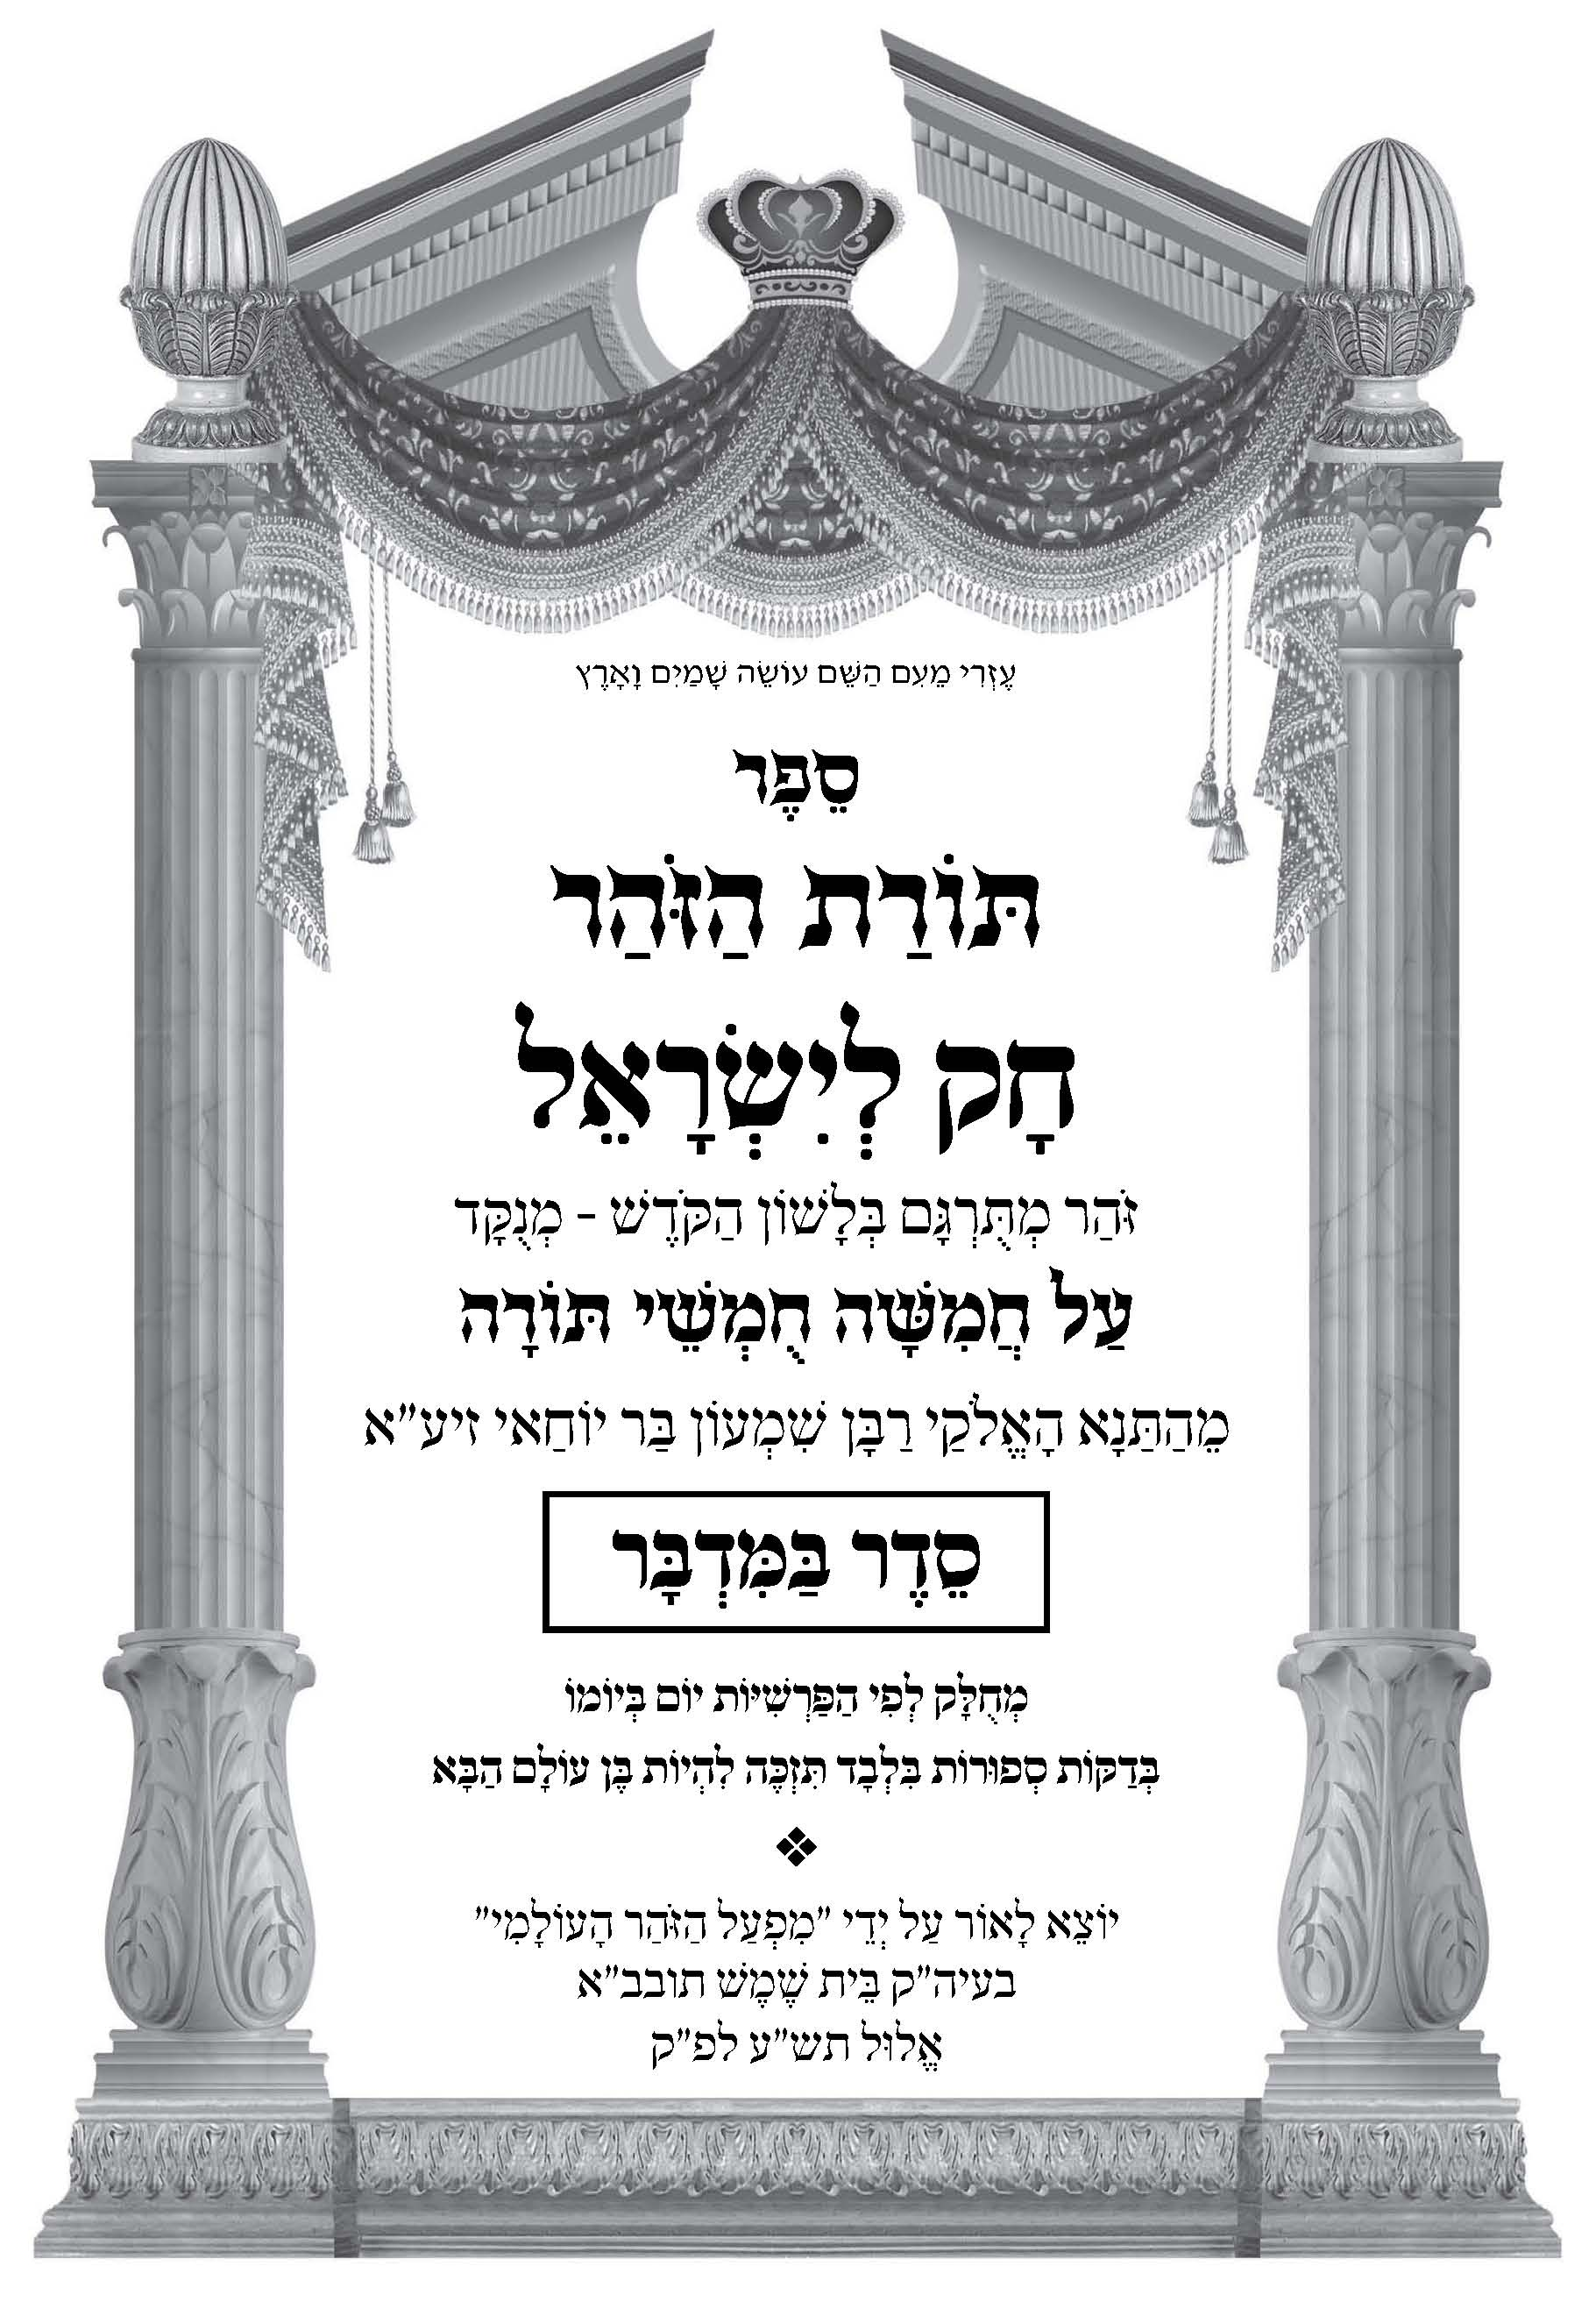 עֶזְרִי מֵעִם הַשֵּׁם עוֹשֵׂה שָׁמַיִם וָאָרֶץ
סֵפֶר
תּוֹרַת הַזֹּהַר
חָק לְיִשְׂרָאֵל
זֹהַר מְתֻּרְגָּם בְּלָשׁוֹן הַקֹּדֶשׁ – מְנֻקָּד
עַל חֲמִשָּׁה חֻמְשֵׁי תּוֹרָה
מֵהַתַּנָא הָאֱלֹקַי רַבָּן שִׁמְעוֹן בַּר יוֹחַאי זיע"א
סֵדֶר בַּמִּדְבָּר
מְחֻלָּק לְפִי הַפַּרְשִׁיּוֹת יוֹם בְּיוֹמוֹ
בְּדַקּוֹת סְפוּרוֹת בִּלְבָד תִּזְכֶּה לִהְיוֹת בֶּן עוֹלָם הַבָּא
יוֹצֵא לָאוֹר עַל יְדֵי "מִפְעַל הַזֹּהַר הָעוֹלָמִי"
בעיה"ק בֵּית שֶׁמֶשׁ תובב"א
אֱלוּל תש"ע לפ"ק